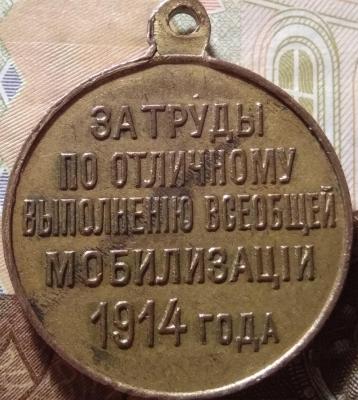 ЗА ТРУДЫ
ПО ОТЛИЧНОМУ
ВЫПОЛНЕНІЮ ВСЕОБЩЕЙ
МОБИЛИЗАЦІИ
1914 ГОДА